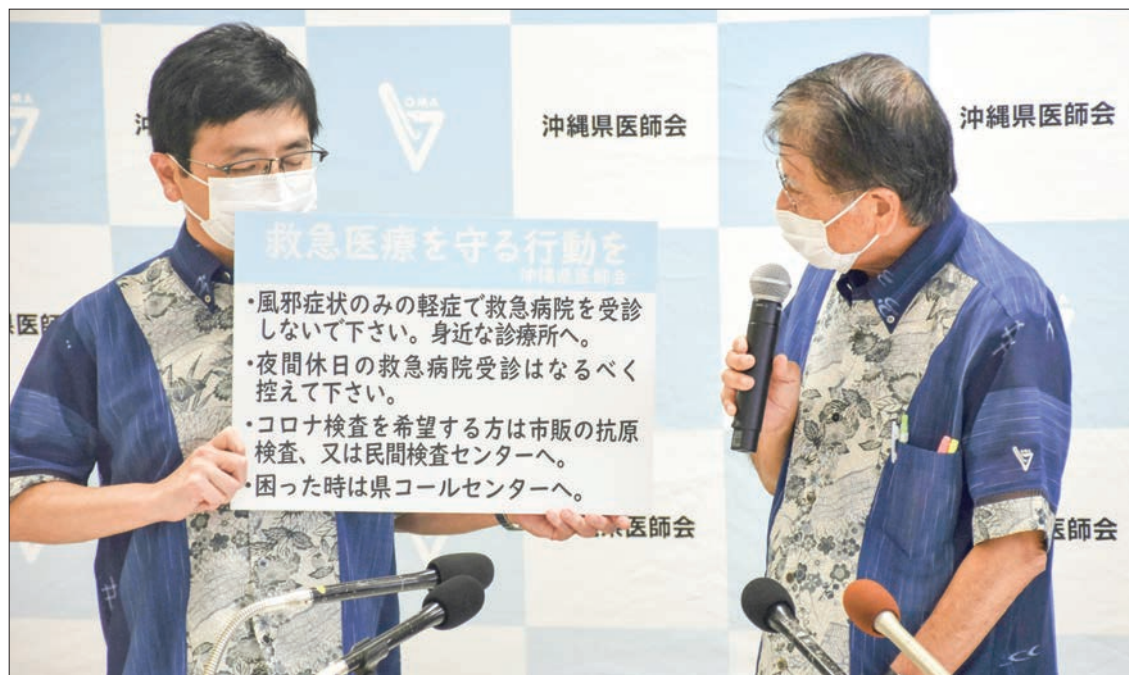 沖縄県医師会
沖縄県医師会
OMA
救急医療を守る行動を
沖縄県医師会
・風邪症状のみの軽症で救急病院を受診
しないで下さい。身近な診療所へ。
・夜間休日の救急病院受診はなるべく
控えて下さい。
・コロナ検査を希望する方は市販の抗原
検査、又は民間検査センターへ。
・困った時は県コールセンターへ。
県医師会
医師会